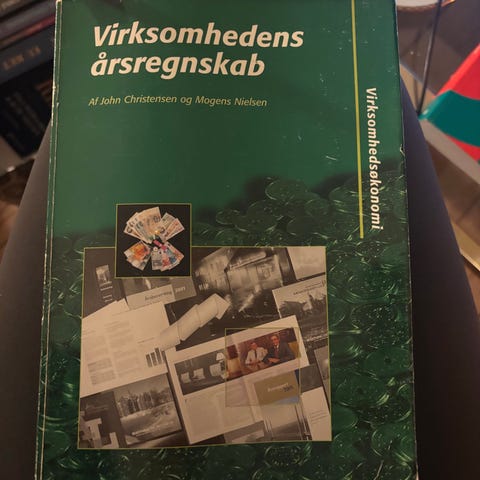 Virksomhedens
årsregnskab
Af John Christensen og Mogens Nielsen
Virksomhedsøkonomi